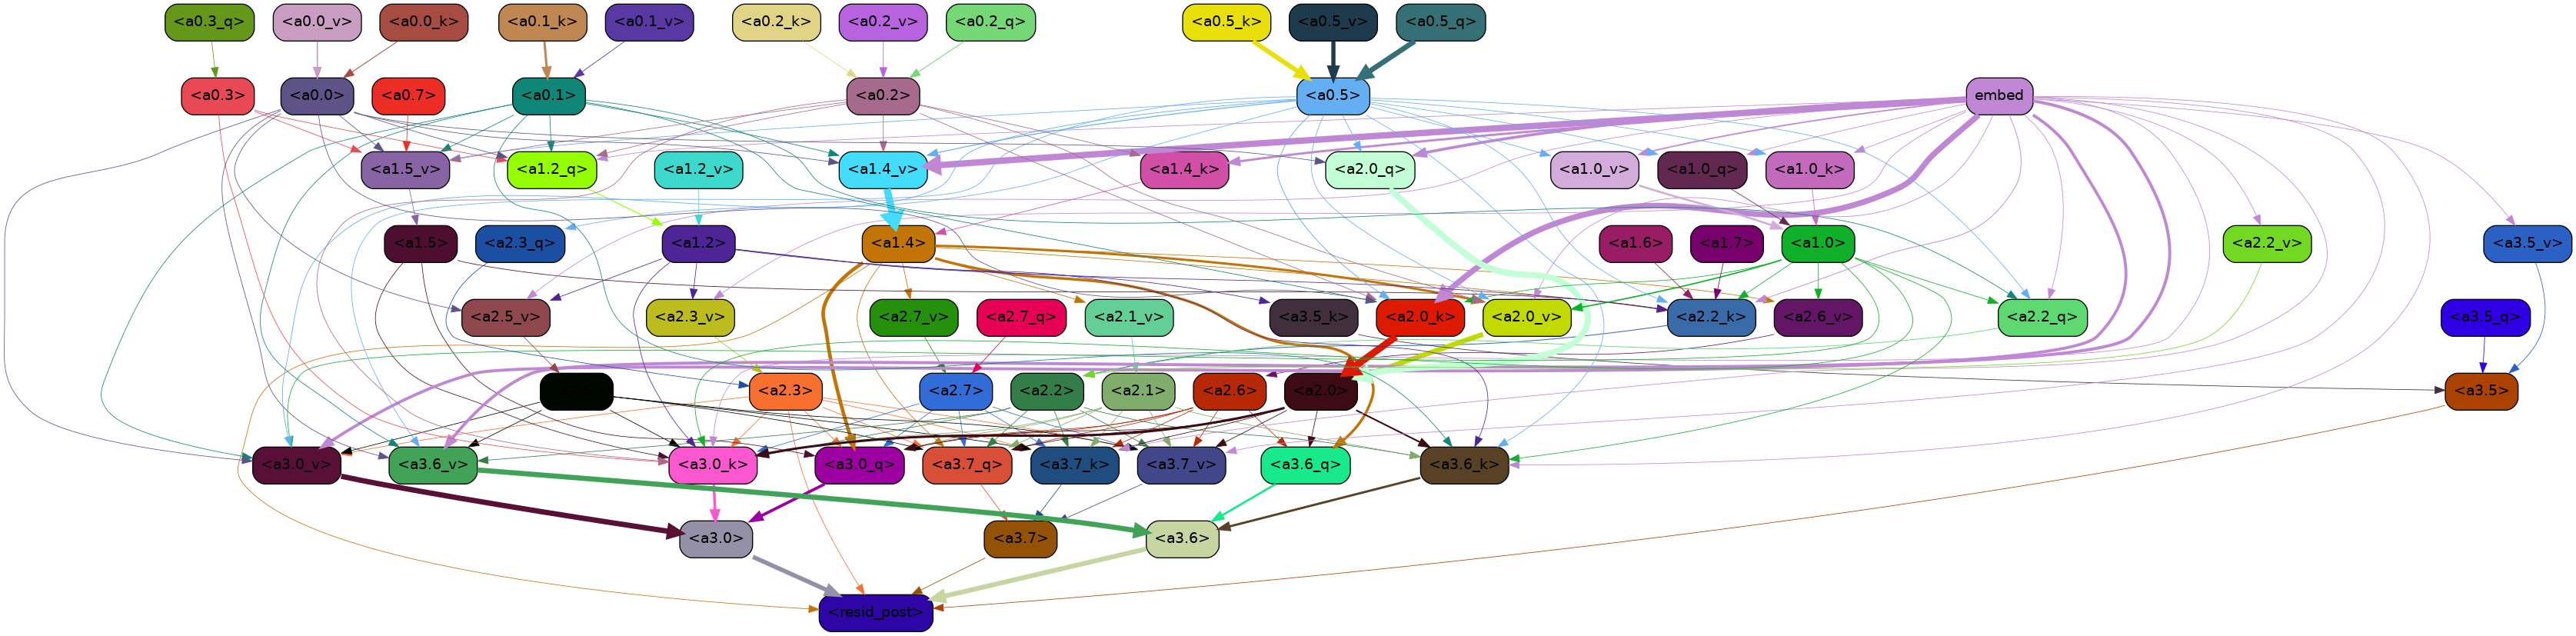 <a0.3_q> <a0.0_v> <a0.0_k> <a0.1_k> <a0.1_v> <a0.2_k> <a0.2_v> <a0.2_q> <a0.5_k> <a0.5_v> <a0.5_q>
<a0.3> <a0.0> <a0.7> <a0.1> <a0.2> <a0.5> embed
<a1.5_v> <a1.2_q> <a1.2_v> <a1.4_v> <a1.4_k> <a2.0_q> <a1.0_v> <a1.0_q> <a1.0_k>
<a1.5> <a2.3_q> <a1.2> <a1.4> <a1.6> <a1.7> <a1.0> <a2.2_v> <a3.5_v>
<a2.5_v> <a2.3_v> <a2.7_v> <a2.7_q> <a2.1_v> <a3.5_k> <a2.0_k> <a2.0_v> <a2.2_k> <a2.6_v> <a2.2_q> <a3.5_q>
<a2.3> <a2.7> <a2.2> <a2.1> <a2.6> <a2.0> <a3.5>
<a3.0_v> <a3.6_v> <a3.0_k> <a3.0_q> <a3.7_q> <a3.7_k> <a3.7_v> <a3.6_q> <a3.6_k>
<a3.0> <a3.7> <a3.6>
<resid_post>